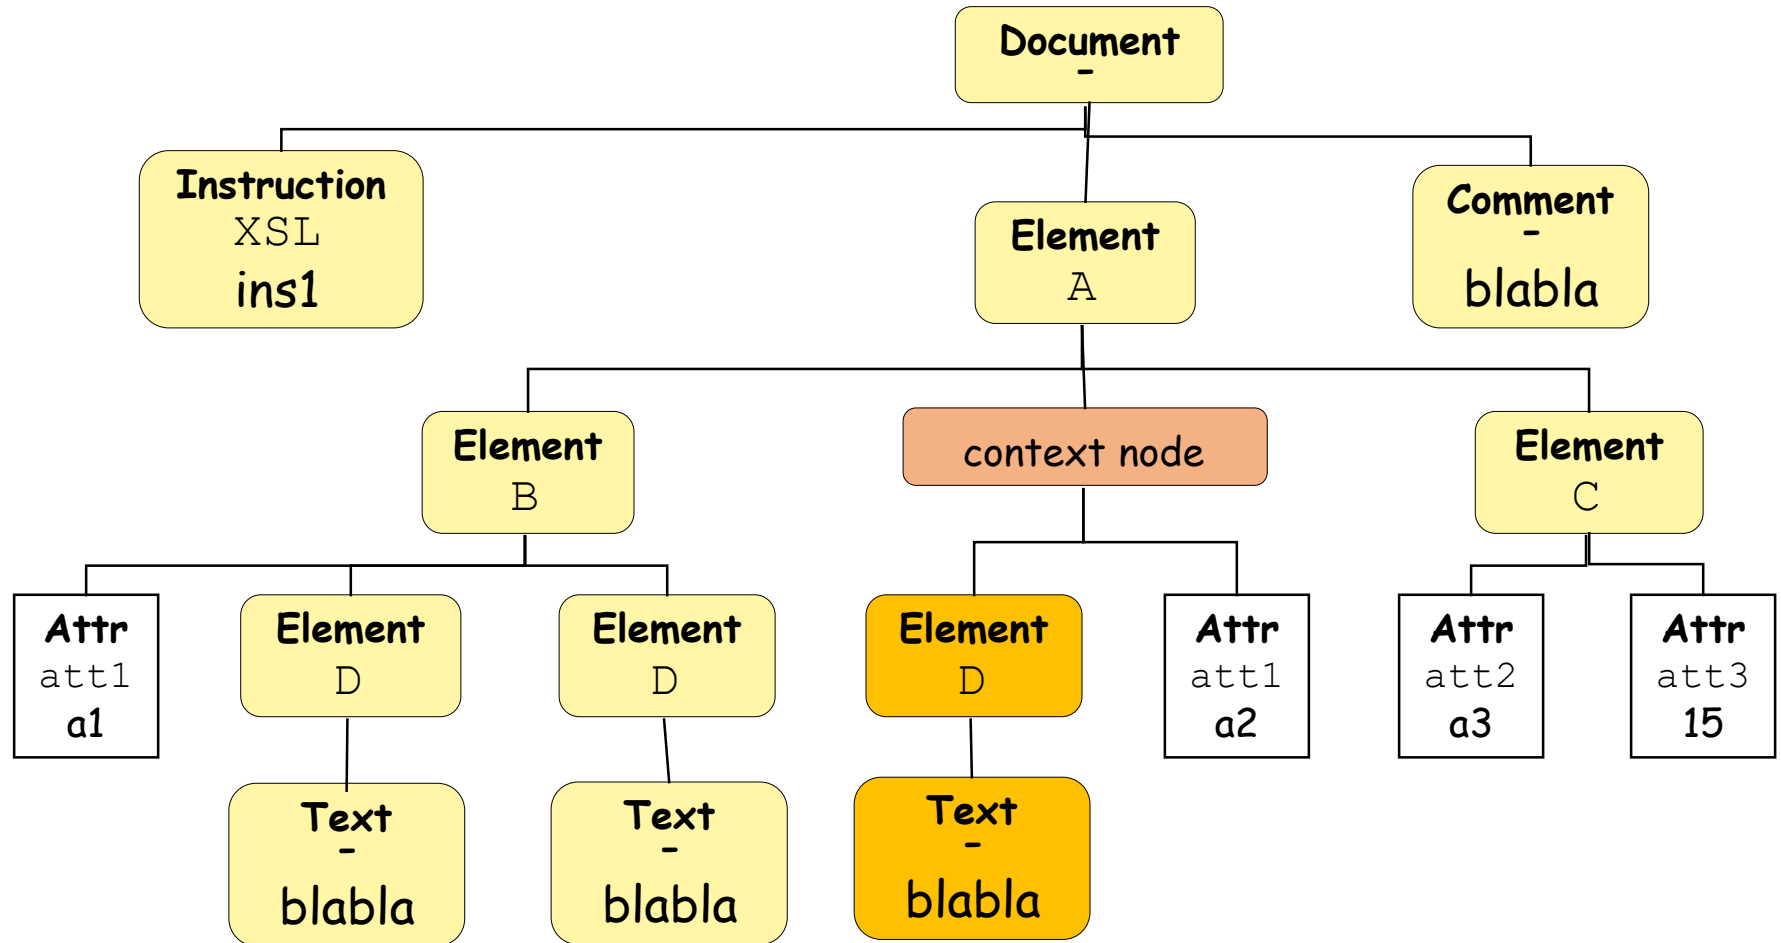 Document
-
Instruction
XSL
ins1
Element
A
Comment
-
blabla
Element
B
context node
Element
C
Attr
att1
a1
Element
D
Element
D
Element
D
Attr
att1
a2
Attr
att2
a3
Attr
att3
15
Text
-
blabla
Text
-
blabla
Text
-
blabla